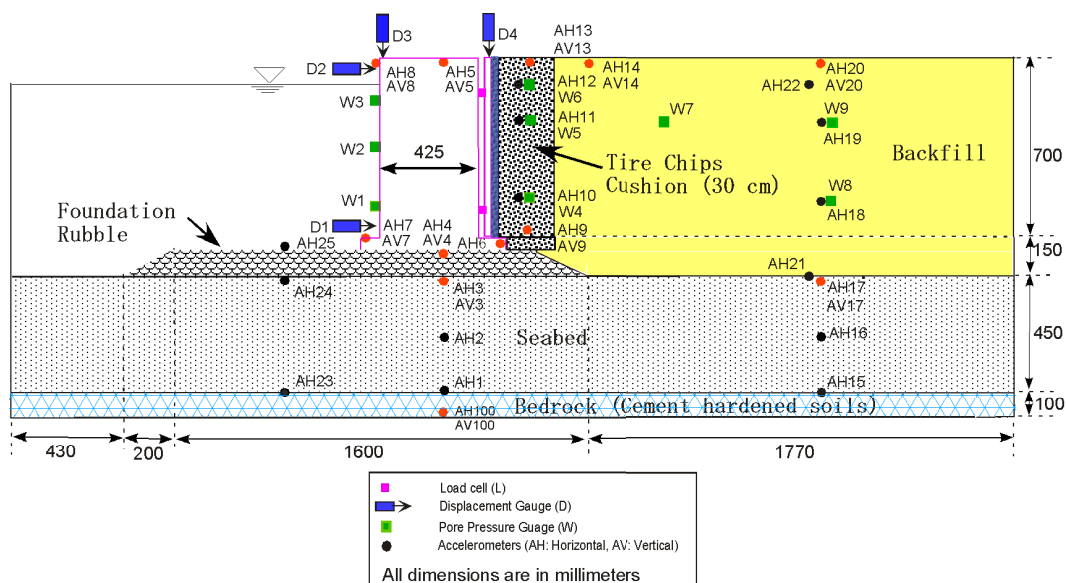 D3
D4
AH13
AV13
D2
AH8
AV8
AH5
AV5
AH14
AV14
AH20
AV20
AH12
W6
AH22
W3
W7
W9
AH11
W5
AH19
W2
425
Tire Chips
Cushion (30 cm)
Backfill
700
W1
AH10
W4
W8
AH18
Foundation
Rubble
D1
AH7
AV7
AH4
AV4
AH6
AH9
AV9
AH25
150
AH21
AH24
AH3
AV3
AH17
AV17
AH2
Seabed
AH16
450
AH23
AH1
AH15
Bedrock (Cement hardened soils)
100
AH100
AV100
430
200
1600
1770
Load cell (L)
Displacement Gauge (D)
Pore Pressure Guage (W)
Accelerometers (AH: Horizontal, AV: Vertical)
All dimensions are in millimeters